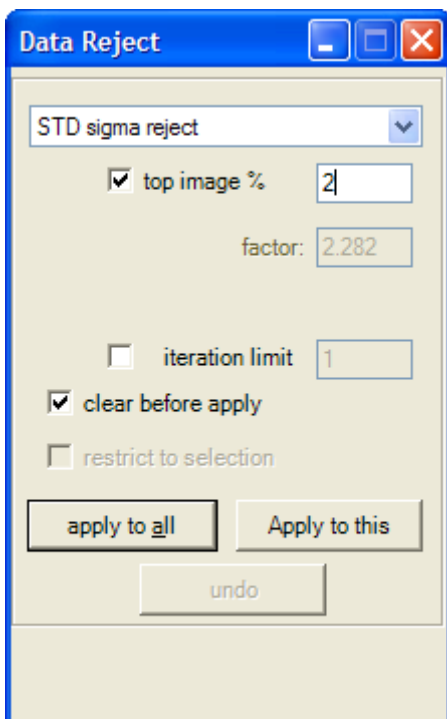 Data Reject
STD sigma reject
top image % 2
factor: 2.282
iteration limit 1
clear before apply
restrict to selection
apply to all Apply to this
undo